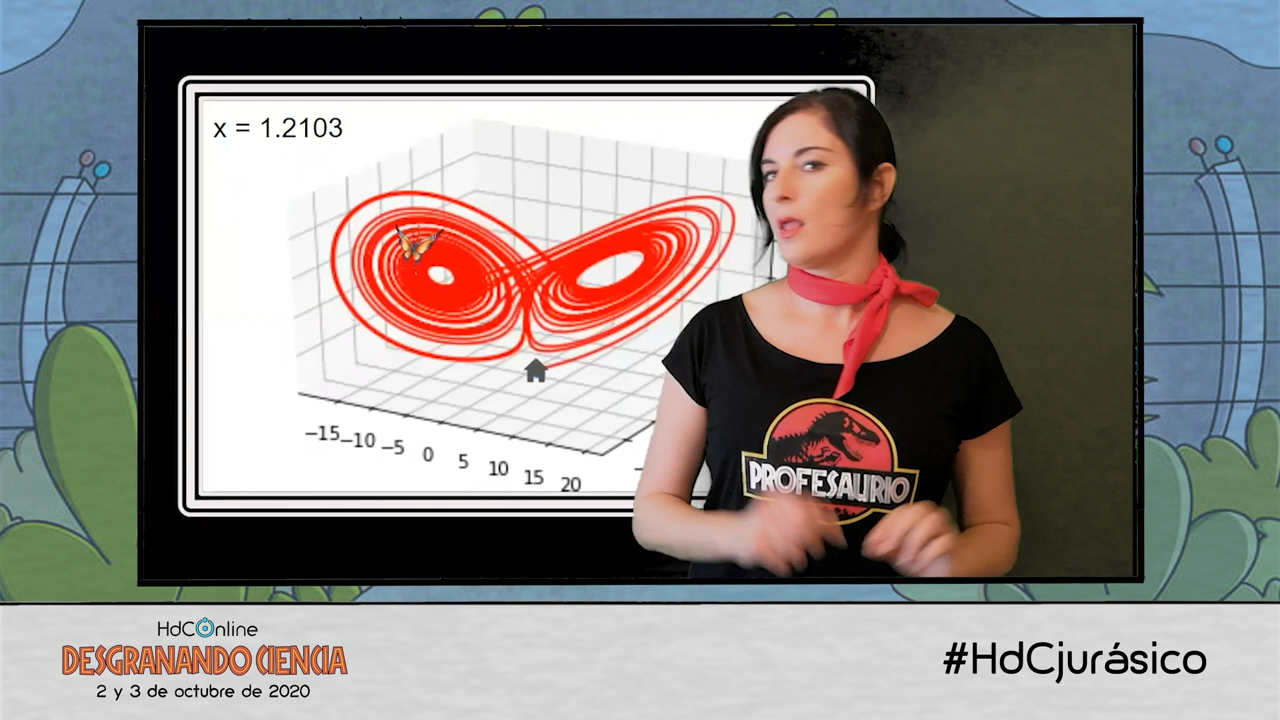 x = 1.2103
−15 −10 −5 0 5 10 15 20
PROFESAURIO
HdCOnline
DESGRANANDO CIENCIA
2 y 3 de octubre de 2020
#HdCjurásico